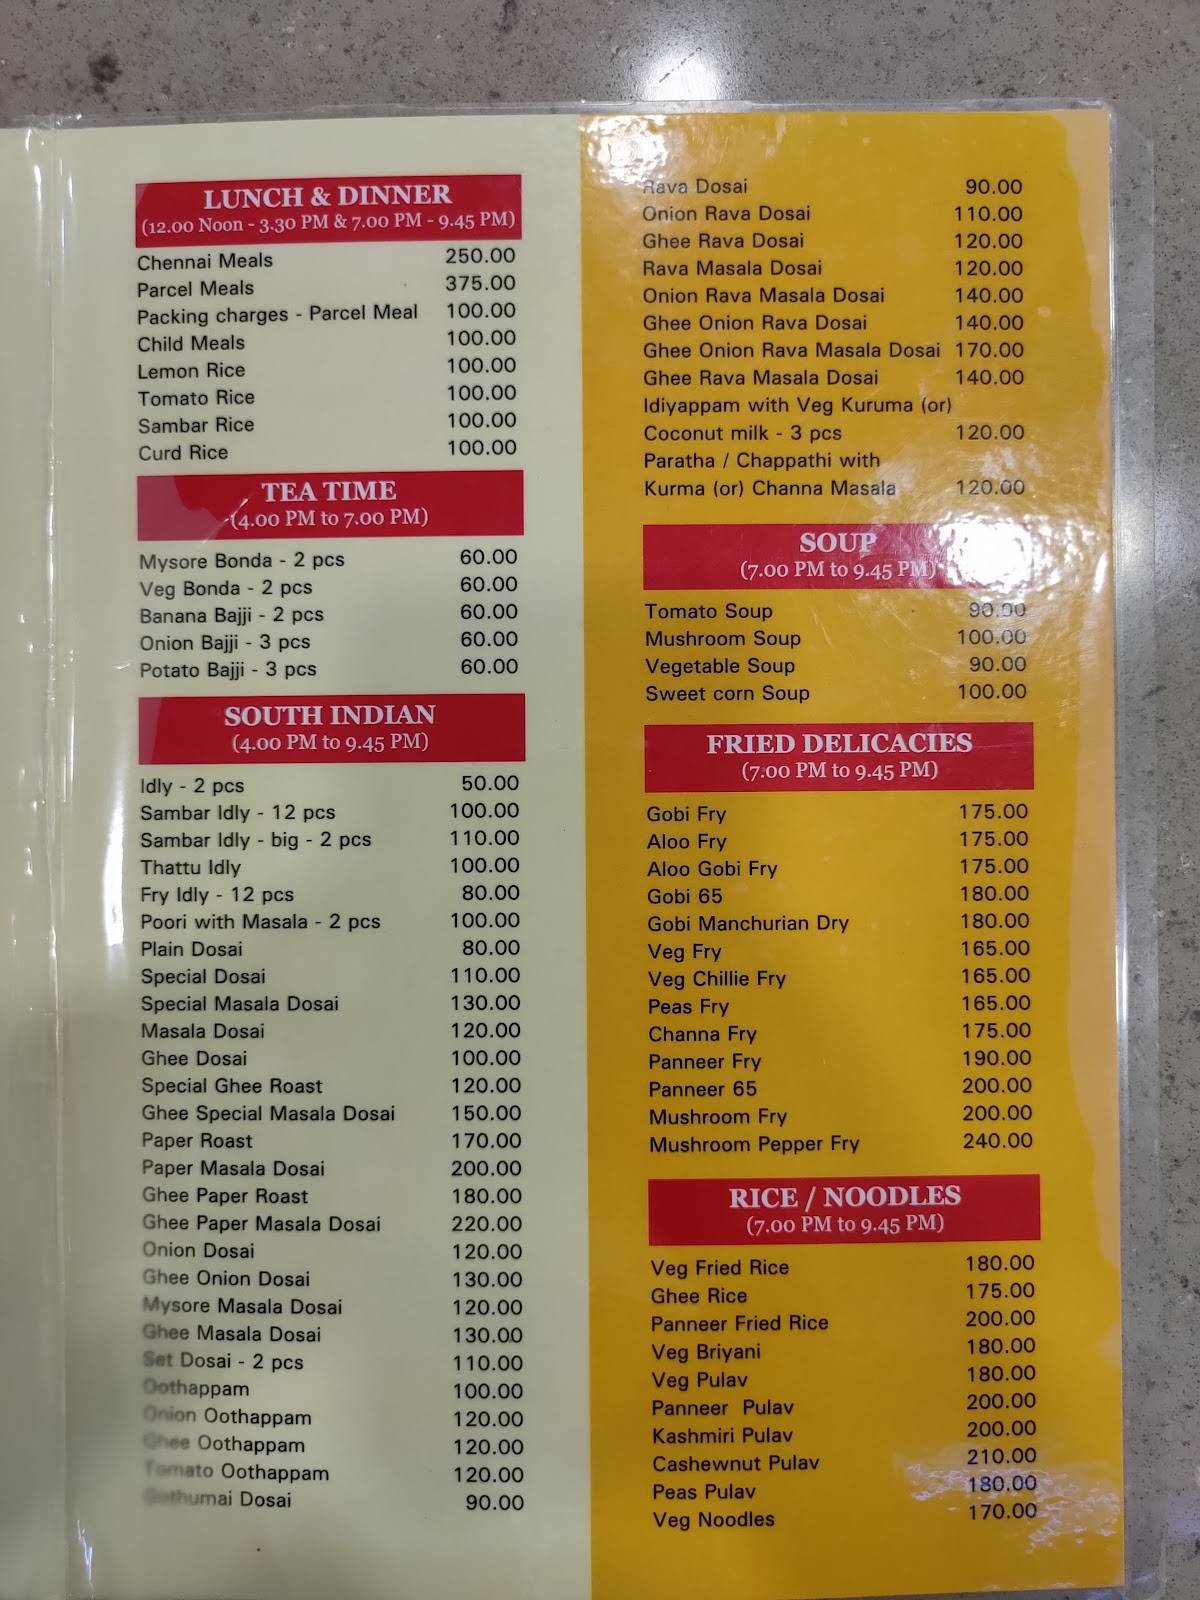 LUNCH & DINNER
(12.00 Noon - 3.30 PM & 7.00 PM - 9.45 PM)
Chennai Meals 250.00
Parcel Meals 375.00
Packing charges - Parcel Meal 100.00
Child Meals 100.00
Lemon Rice 100.00
Tomato Rice 100.00
Sambar Rice 100.00
Curd Rice 100.00
TEA TIME
(4.00 PM to 7.00 PM)
Mysore Bonda - 2 pcs 60.00
Veg Bonda - 2 pcs 60.00
Banana Bajji - 2 pcs 60.00
Onion Bajji - 3 pcs 60.00
Potato Bajji - 3 pcs 60.00
SOUTH INDIAN
(4.00 PM to 9.45 PM)
Idly - 2 pcs 50.00
Sambar Idly - 12 pcs 100.00
Sambar Idly - big - 2 pcs 110.00
Thattu Idly 100.00
Fry Idly - 12 pcs 80.00
Poori with Masala - 2 pcs 100.00
Plain Dosai 80.00
Special Dosai 110.00
Special Masala Dosai 130.00
Masala Dosai 120.00
Ghee Dosai 100.00
Special Ghee Roast 120.00
Ghee Special Masala Dosai 150.00
Paper Roast 170.00
Paper Masala Dosai 200.00
Ghee Paper Roast 180.00
Ghee Paper Masala Dosai 220.00
Onion Dosai 120.00
Ghee Onion Dosai 130.00
Mysore Masala Dosai 120.00
Ghee Masala Dosai 130.00
Set Dosai - 2 pcs 110.00
Oothappam 100.00
Onion Oothappam 120.00
Ghee Oothappam 120.00
Tomato Oothappam 120.00
Gothumai Dosai 90.00
Rava Dosai 90.00
Onion Rava Dosai 110.00
Ghee Rava Dosai 120.00
Rava Masala Dosai 120.00
Onion Rava Masala Dosai 140.00
Ghee Onion Rava Dosai 140.00
Ghee Onion Rava Masala Dosai 170.00
Ghee Rava Masala Dosai 140.00
Idiyappam with Veg Kuruma (or)
Coconut milk - 3 pcs 120.00
Paratha / Chappathi with
Kurma (or) Channa Masala 120.00
SOUP
(7.00 PM to 9.45 PM)
Tomato Soup 90.00
Mushroom Soup 100.00
Vegetable Soup 90.00
Sweet corn Soup 100.00
FRIED DELICACIES
(7.00 PM to 9.45 PM)
Gobi Fry 175.00
Aloo Fry 175.00
Aloo Gobi Fry 175.00
Gobi 65 180.00
Gobi Manchurian Dry 180.00
Veg Fry 165.00
Veg Chillie Fry 165.00
Peas Fry 165.00
Channa Fry 175.00
Panneer Fry 190.00
Panneer 65 200.00
Mushroom Fry 200.00
Mushroom Pepper Fry 240.00
RICE / NOODLES
(7.00 PM to 9.45 PM)
Veg Fried Rice 180.00
Ghee Rice 175.00
Panneer Fried Rice 200.00
Veg Briyani 180.00
Veg Pulav 180.00
Panneer Pulav 200.00
Kashmiri Pulav 200.00
Cashewnut Pulav 210.00
Peas Pulav 180.00
Veg Noodles 170.00